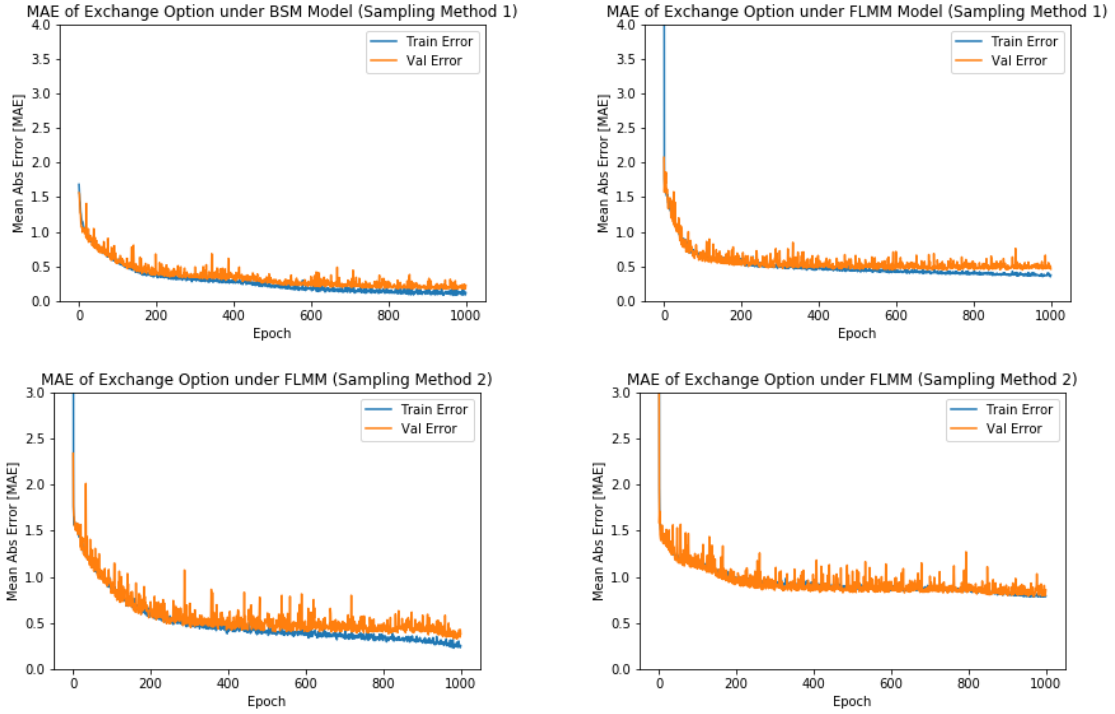 MAE of Exchange Option under BSM Model (Sampling Method 1)
4.0
3.5
3.0
2.5
2.0
1.5
1.0
0.5
0.0
Mean Abs Error [MAE]
Train Error
Val Error
0 200 400 600 800 1000
Epoch
MAE of Exchange Option under FLMM Model (Sampling Method 1)
4.0
3.5
3.0
2.5
2.0
1.5
1.0
0.5
0.0
Mean Abs Error [MAE]
Train Error
Val Error
0 200 400 600 800 1000
Epoch
MAE of Exchange Option under FLMM (Sampling Method 2)
3.0
2.5
2.0
1.5
1.0
0.5
0.0
Mean Abs Error [MAE]
Train Error
Val Error
0 200 400 600 800 1000
Epoch
MAE of Exchange Option under FLMM (Sampling Method 2)
3.0
2.5
2.0
1.5
1.0
0.5
0.0
Mean Abs Error [MAE]
Train Error
Val Error
0 200 400 600 800 1000
Epoch